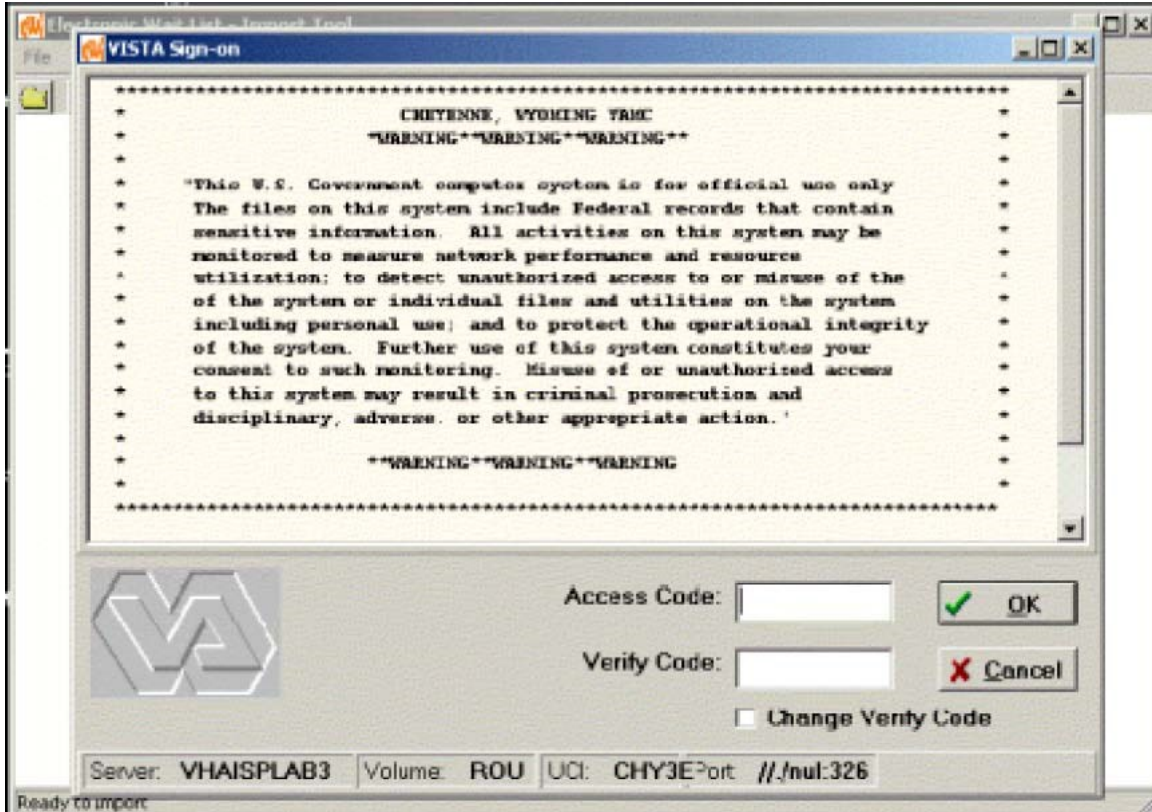 Electronic Wait List - Import Tool
File
VISTA Sign-on
********************************************************************************
* CHEYENNE, WYOMING VAMC *
* *WARNING**WARNING**WARNING** *
* *
* "This U.S. Government computer system is for official use only *
* The files on this system include Federal records that contain *
* sensitive information. All activities on this system may be *
* monitored to measure network performance and resource *
* utilization; to detect unauthorized access to or misuse of the *
* of the system or individual files and utilities on the system *
* including personal use; and to protect the operational integrity *
* of the system. Further use of this system constitutes your *
* consent to such monitoring. Misuse of or unauthorized access *
* to this system may result in criminal prosecution and *
* disciplinary, adverse. or other appropriate action.' *
* *
* **WARNING**WARNING**WARNING *
* *
*******************************************************************************
VA
Access Code:
OK
Verify Code:
Cancel
Change Verify Code
Server: VHAISPLAB3 Volume: ROU UCI: CHY3E Port: //./nul:326
Ready to import